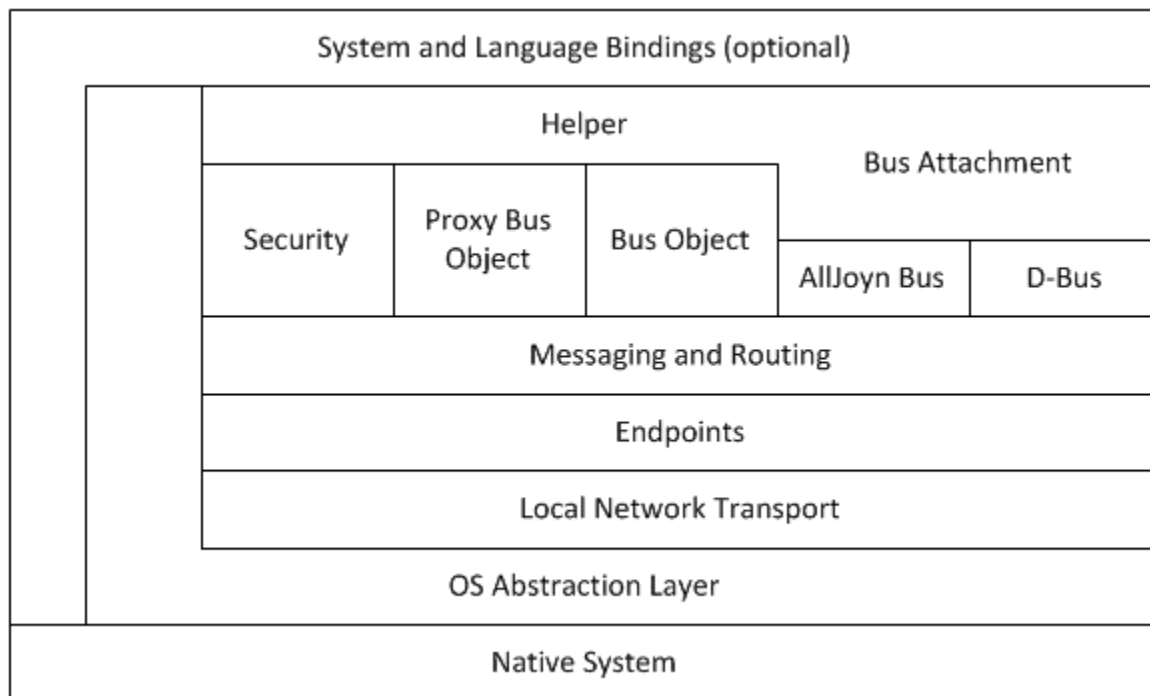 System and Language Bindings (optional)
Helper
Bus Attachment
Security
Proxy Bus
Object
Bus Object
AllJoyn Bus
D-Bus
Messaging and Routing
Endpoints
Local Network Transport
OS Abstraction Layer
Native System